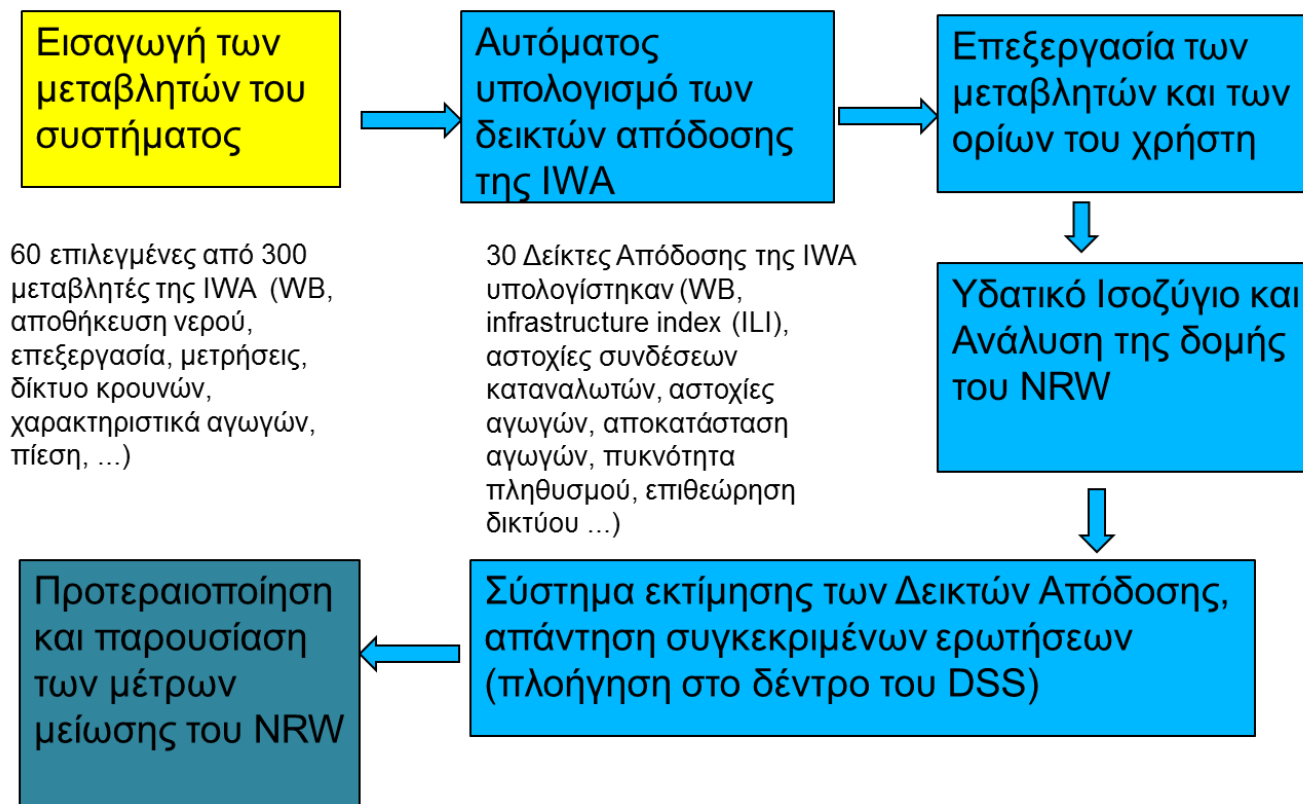 Εισαγωγή των
μεταβλητών του
συστήματος
Αυτόματος
υπολογισμό των
δεικτών απόδοσης
της IWA
Επεξεργασία των
μεταβλητών και των
ορίων του χρήστη
60 επιλεγμένες από 300
μεταβλητές της IWA (WB,
αποθήκευση νερού,
επεξεργασία, μετρήσεις,
δίκτυο κρουνών,
χαρακτηριστικά αγωγών,
πίεση, ...)
30 Δείκτες Απόδοσης της IWA
υπολογίστηκαν (WB,
infrastructure index (ILI),
αστοχίες συνδέσεων
καταναλωτών, αστοχίες
αγωγών, αποκατάσταση
αγωγών, πυκνότητα
πληθυσμού, επιθεώρηση
δικτύου ...)
Υδατικό Ισοζύγιο και
Ανάλυση της δομής
του NRW
Σύστημα εκτίμησης των Δεικτών Απόδοσης,
απάντηση συγκεκριμένων ερωτήσεων
(πλοήγηση στο δέντρο του DSS)
Προτεραιοποίηση
και παρουσίαση
των μέτρων
μείωσης του NRW